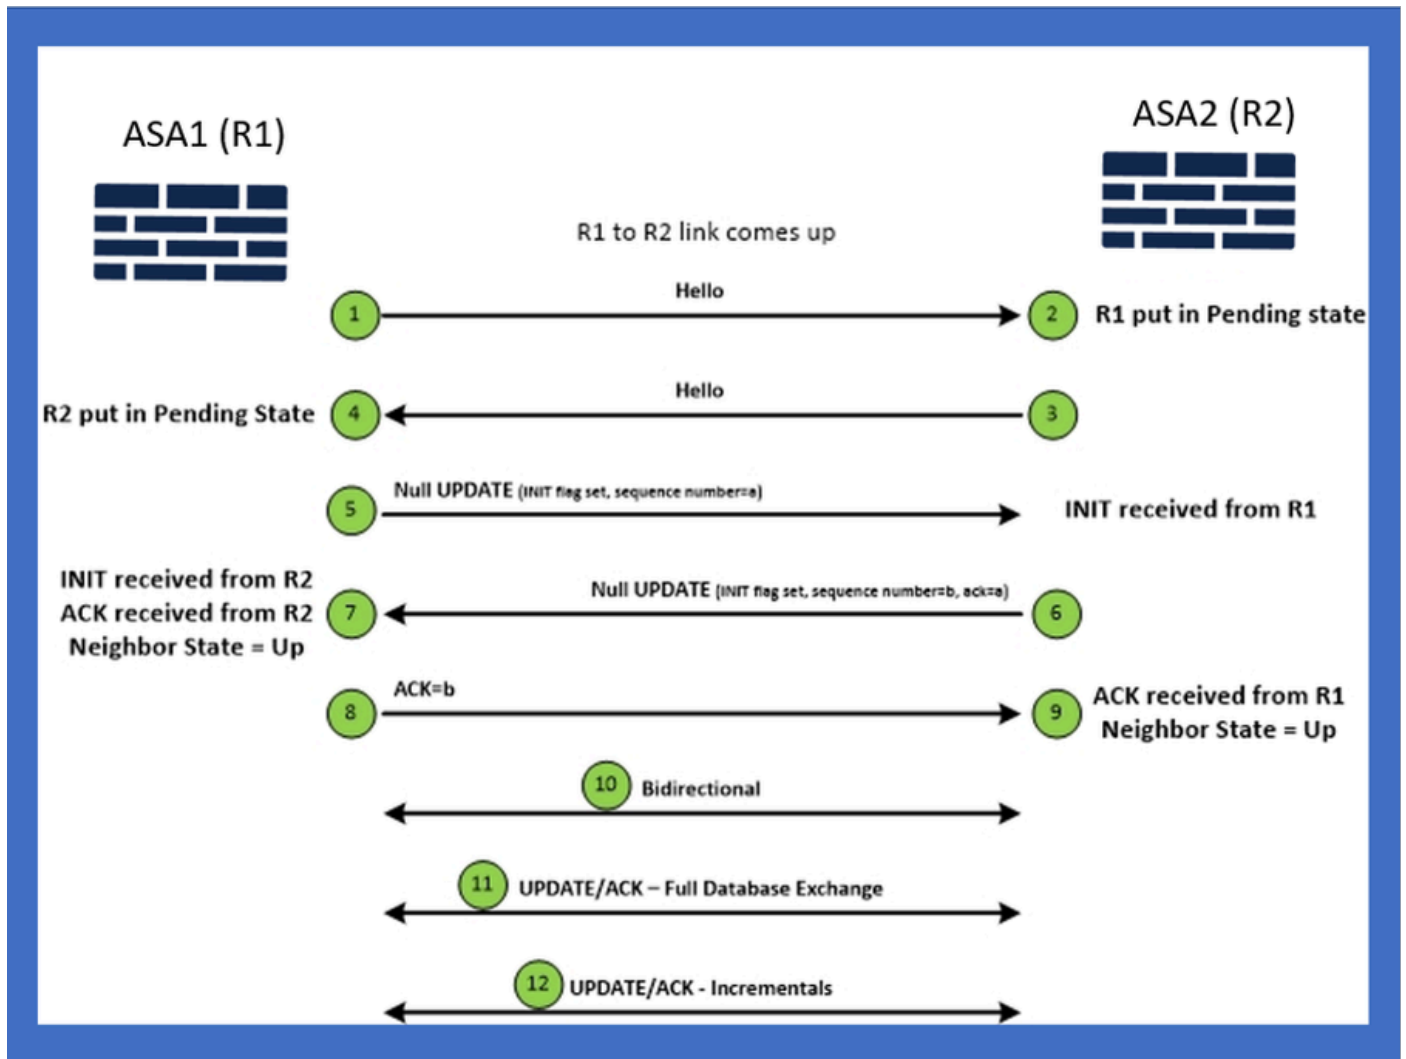 ASA1 (R1)
ASA2 (R2)
R1 to R2 link comes up
Hello
1
2
R1 put in Pending state
Hello
R2 put in Pending State
4
3
Null UPDATE (INIT flag set, sequence number=a)
5
INIT received from R1
INIT received from R2
ACK received from R2
Neighbor State = Up
7
Null UPDATE (INIT flag set, sequence number=b, ack=a)
6
ACK=b
8
9
ACK received from R1
Neighbor State = Up
10
Bidirectional
11
UPDATE/ACK – Full Database Exchange
12
UPDATE/ACK - Incrementals